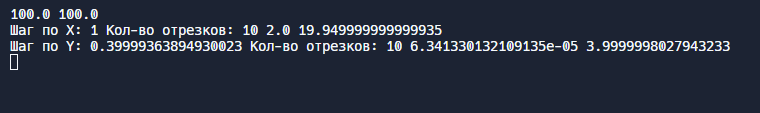 100.0 100.0
Шаг по X: 1 Кол-во отрезков: 10 2.0 19.949999999999935
Шаг по Y: 0.39999363894930023 Кол-во отрезков: 10 6.341330132109135e-05 3.9999998027943233